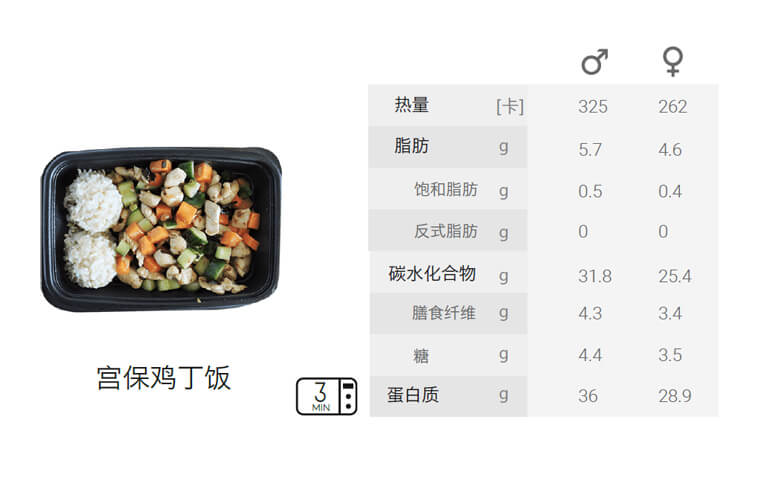 ♂ ♀
热量 [卡] 325 262
脂肪 g 5.7 4.6
饱和脂肪 g 0.5 0.4
反式脂肪 g 0 0
碳水化合物 g 31.8 25.4
膳食纤维 g 4.3 3.4
糖 g 4.4 3.5
蛋白质 g 36 28.9
宫保鸡丁饭
3
MIN